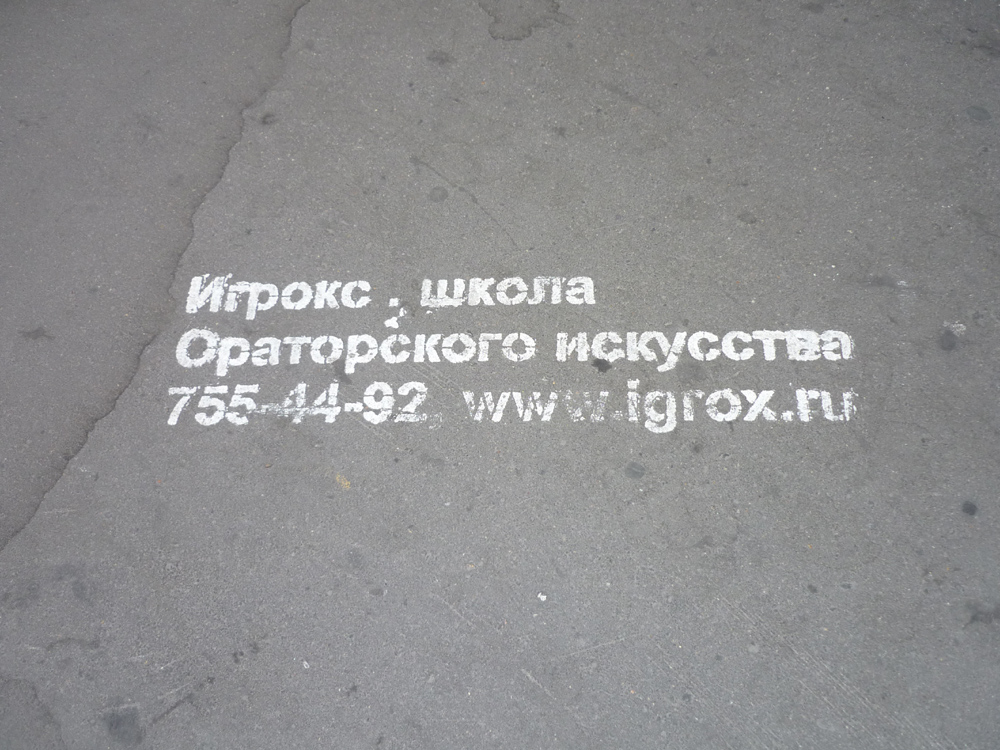 Игрокс, школа
Ораторского искусства
755-44-92, www.igrox.ru